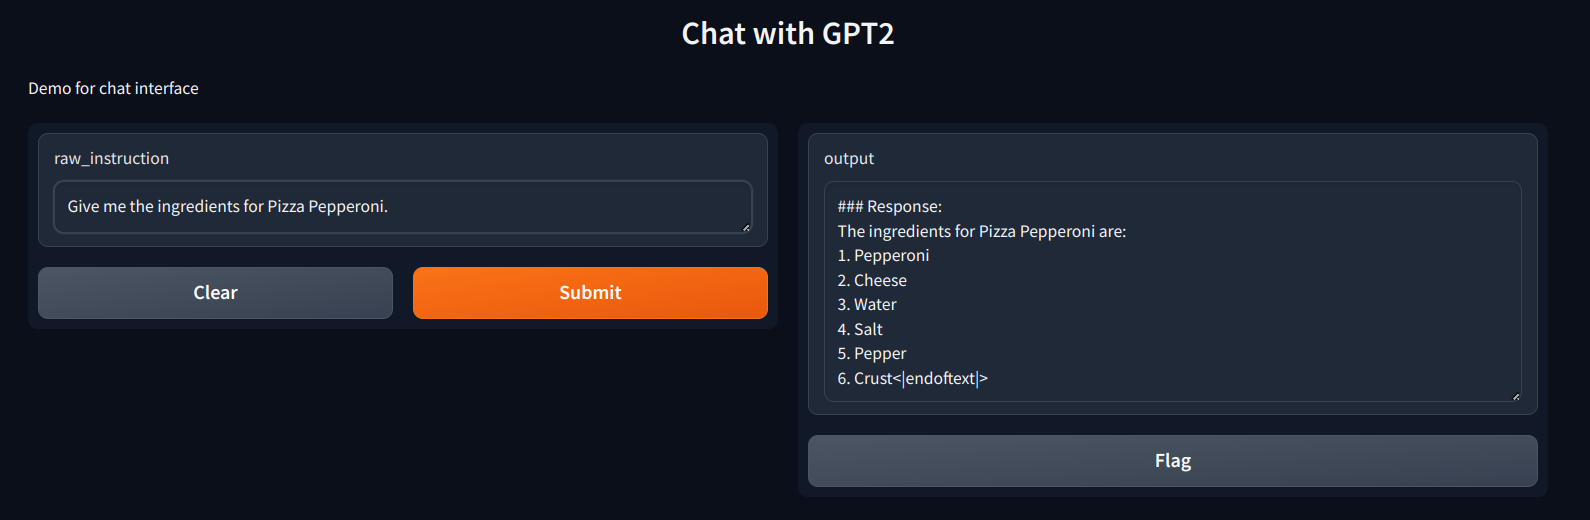 Chat with GPT2
Demo for chat interface
raw_instruction
Give me the ingredients for Pizza Pepperoni.
Clear
Submit
output
### Response:
The ingredients for Pizza Pepperoni are:
1. Pepperoni
2. Cheese
3. Water
4. Salt
5. Pepper
6. Crust<|endoftext|>
Flag